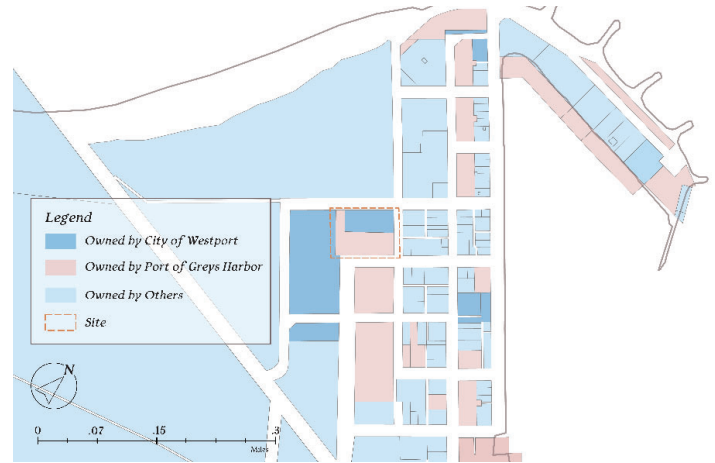 Legend
Owned by City of Westport
Owned by Port of Greys Harbor
Owned by Others
Site
N
0 .07 .15 .3
Miles